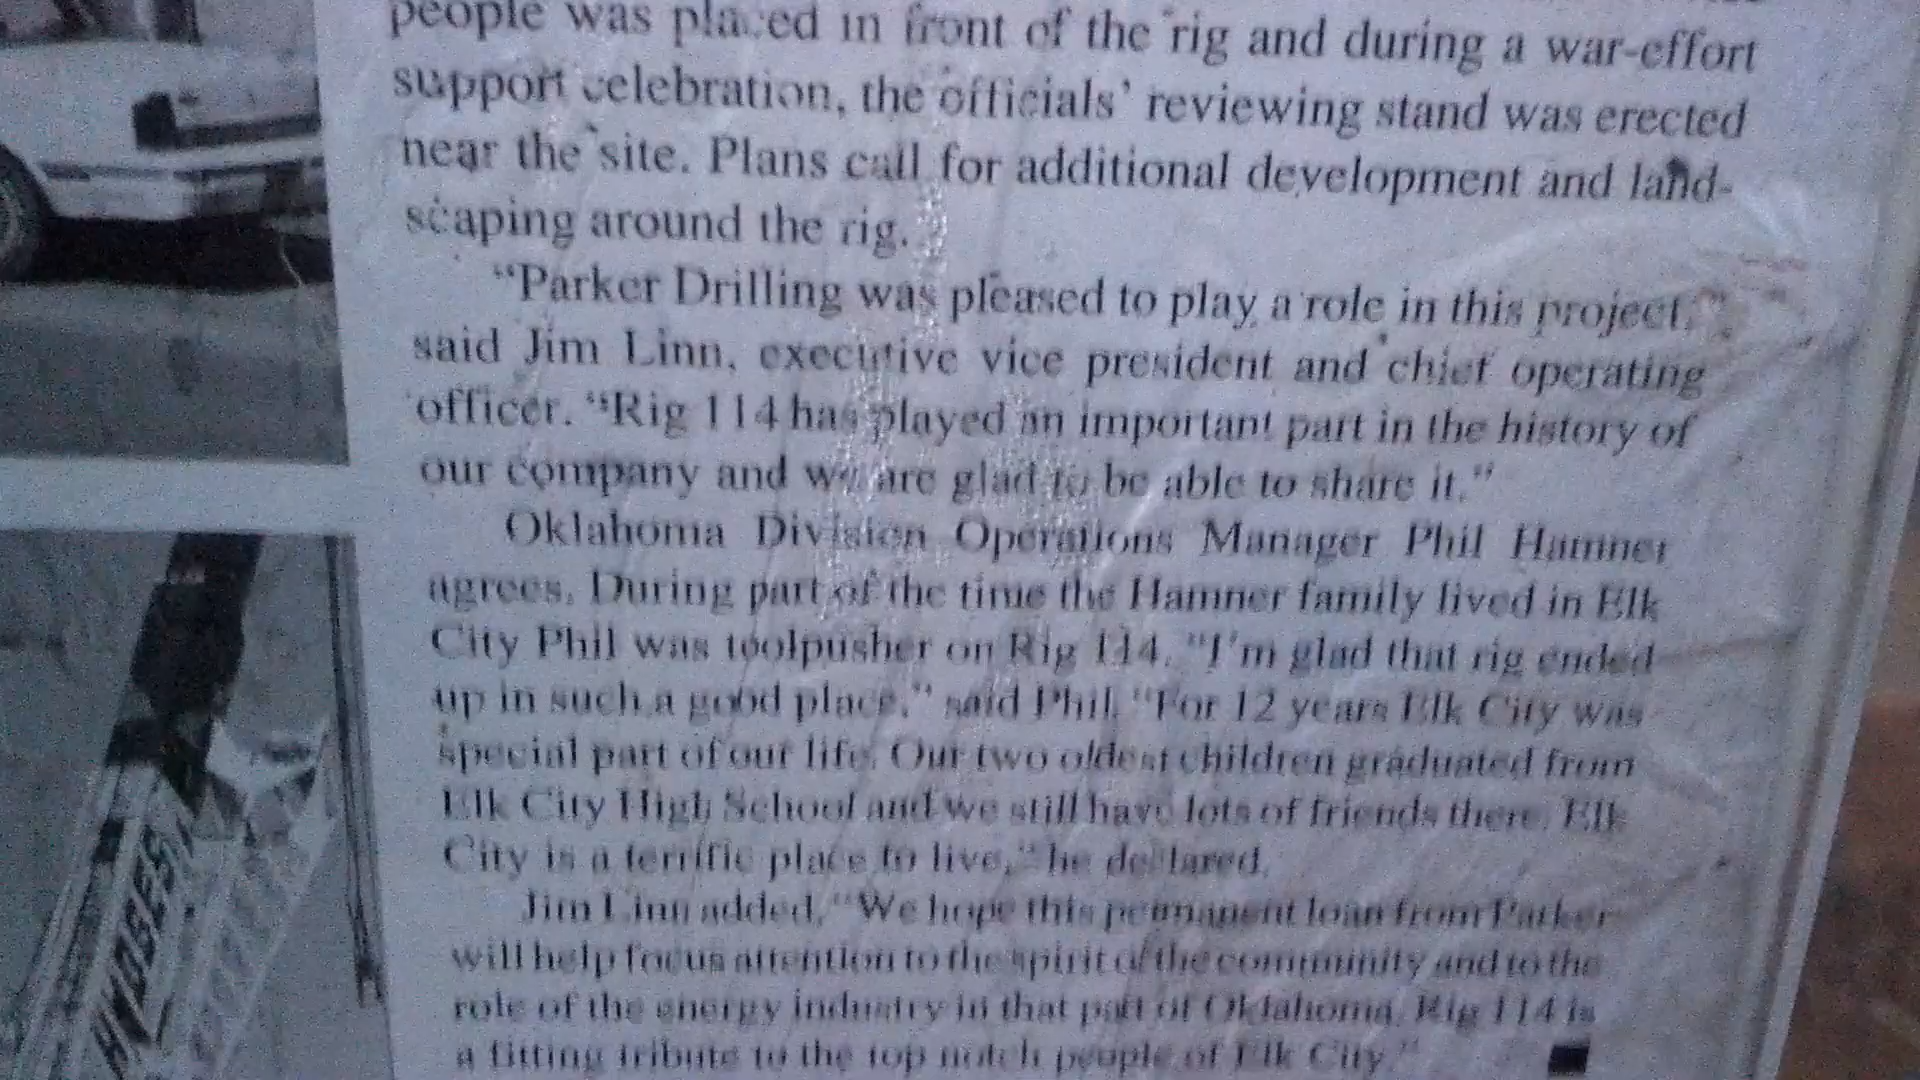 people was placed in front of the rig and during a war-effort
support celebration, the officials' reviewing stand was erected
near the site. Plans call for additional development and land-
scaping around the rig.
"Parker Drilling was pleased to play a role in this project,"
said Jim Linn, executive vice president and chief operating
officer. "Rig 114 has played an important part in the history of
our company and we are glad to be able to share it."
Oklahoma Division Operations Manager Phil Hamner
agrees. During part of the time the Hamner family lived in Elk
City Phil was toolpusher on Rig 114. "I'm glad that rig ended
up in such a good place," said Phil. "For 12 years Elk City was
special part of our life. Our two oldest children graduated from
Elk City High School and we still have lots of friends there. Elk
City is a terrific place to live," he declared.
Jim Linn added, "We hope this permanent loan from Parker
will help focus attention to the spirit of the community and to the
role of the energy industry in that part of Oklahoma. Rig 114 is
a fitting tribute to the top notch people of Elk City."